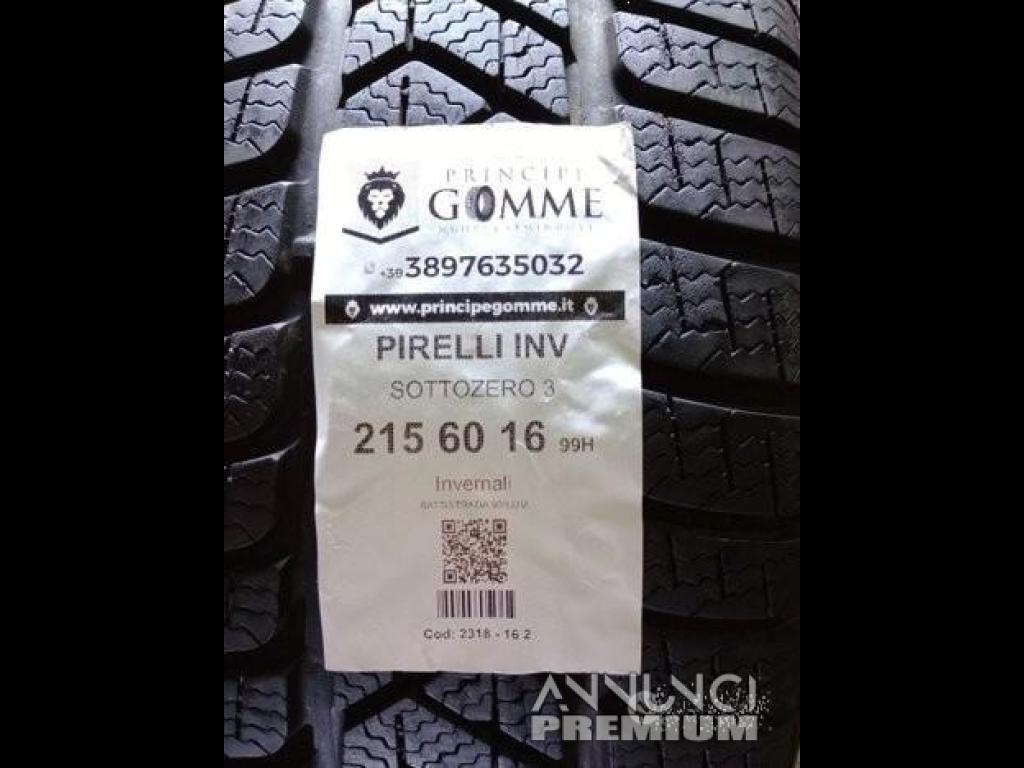 PRINCIPE
GOMME
+39 3897635032
www.principegomme.it
PIRELLI INV
SOTTOZERO 3
215 60 16 99H
Invernali
Cod: 2318 - 16 2
ANNUNCI
PREMIUM